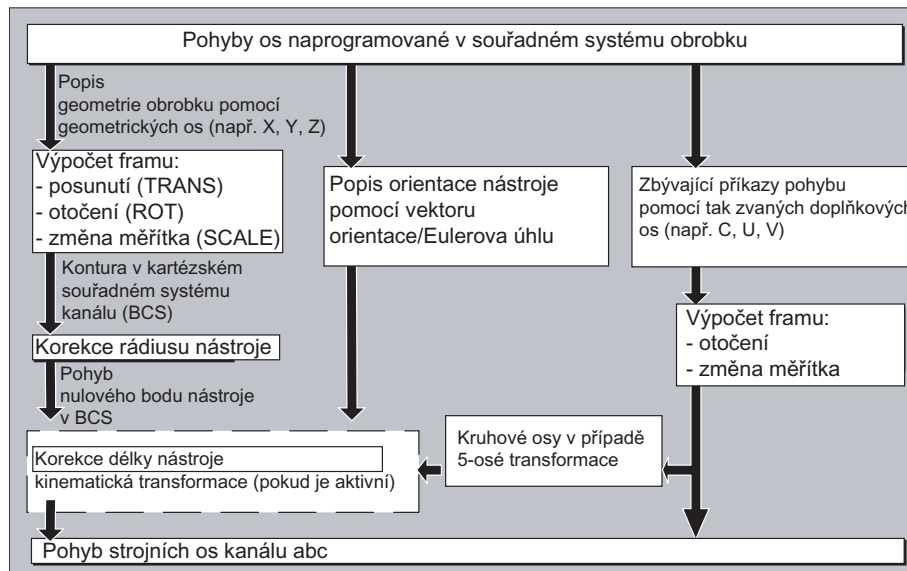 Pohyby os naprogramované v souřadném systému obrobku
Popis
geometrie obrobku pomocí
geometrických os (např. X, Y, Z)
Výpočet framu:
- posunutí (TRANS)
- otočení (ROT)
- změna měřítka (SCALE)
Kontura v kartézském
souřadném systému
kanálu (BCS)
Korekce rádiusu nástroje
Pohyb
nulového bodu nástroje
v BCS
Korekce délky nástroje
kinematická transformace (pokud je aktivní)
Popis orientace nástroje
pomocí vektoru
orientace/Eulerova úhlu
Zbývající příkazy pohybu
pomocí tak zvaných doplňkových
os (např. C, U, V)
Výpočet framu:
- otočení
- změna měřítka
Kruhové osy v případě
5-osé transformace
Pohyb strojních os kanálu abc